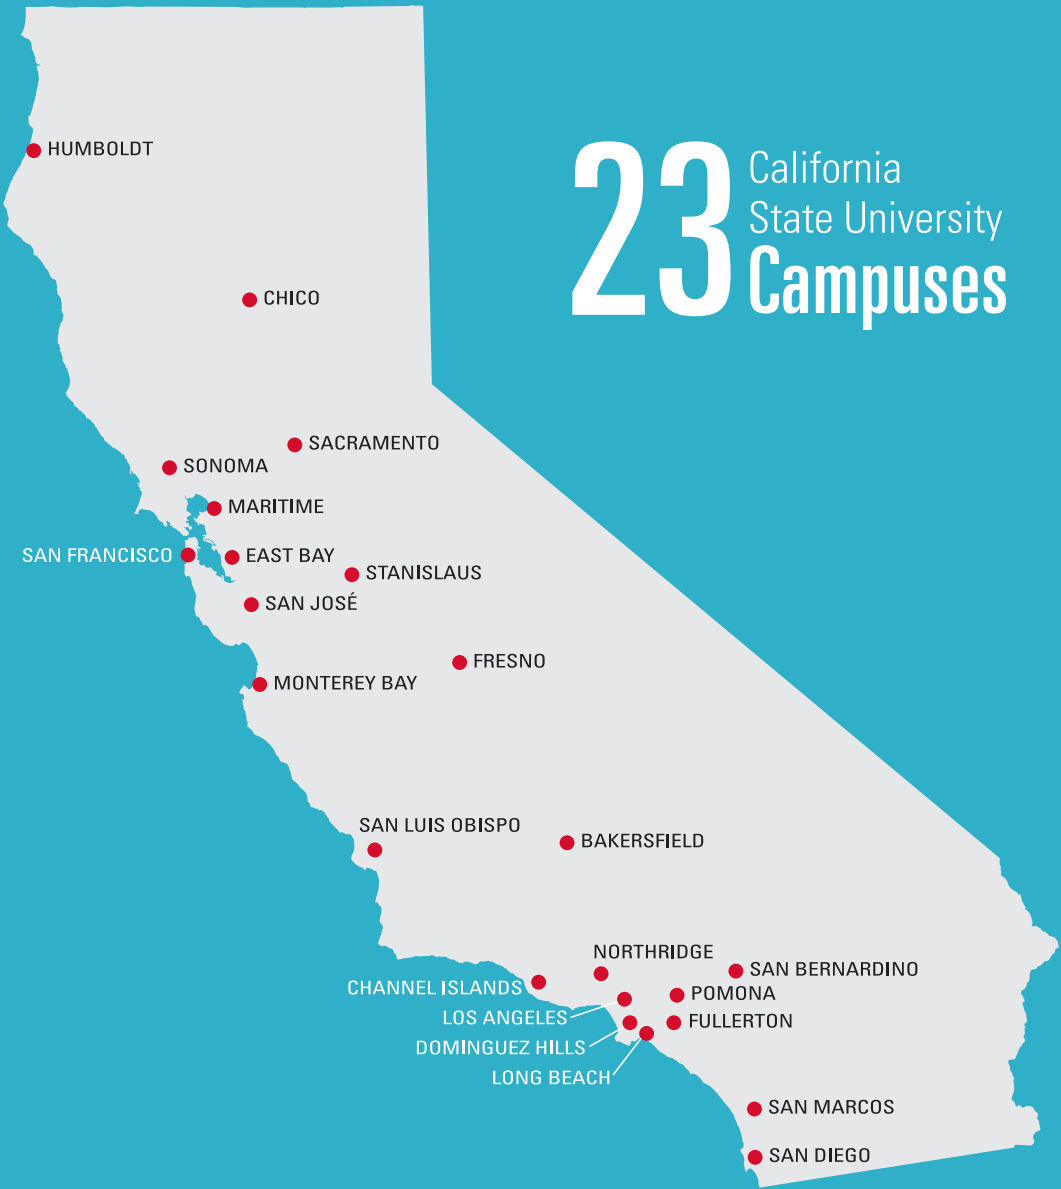 HUMBOLDT
23
California
State University
Campuses
CHICO
SACRAMENTO
SONOMA
MARITIME
SAN FRANCISCO
EAST BAY
STANISLAUS
SAN JOSÉ
FRESNO
MONTEREY BAY
SAN LUIS OBISPO
BAKERSFIELD
NORTHRIDGE
SAN BERNARDINO
CHANNEL ISLANDS
POMONA
LOS ANGELES
FULLERTON
DOMINGUEZ HILLS
LONG BEACH
SAN MARCOS
SAN DIEGO